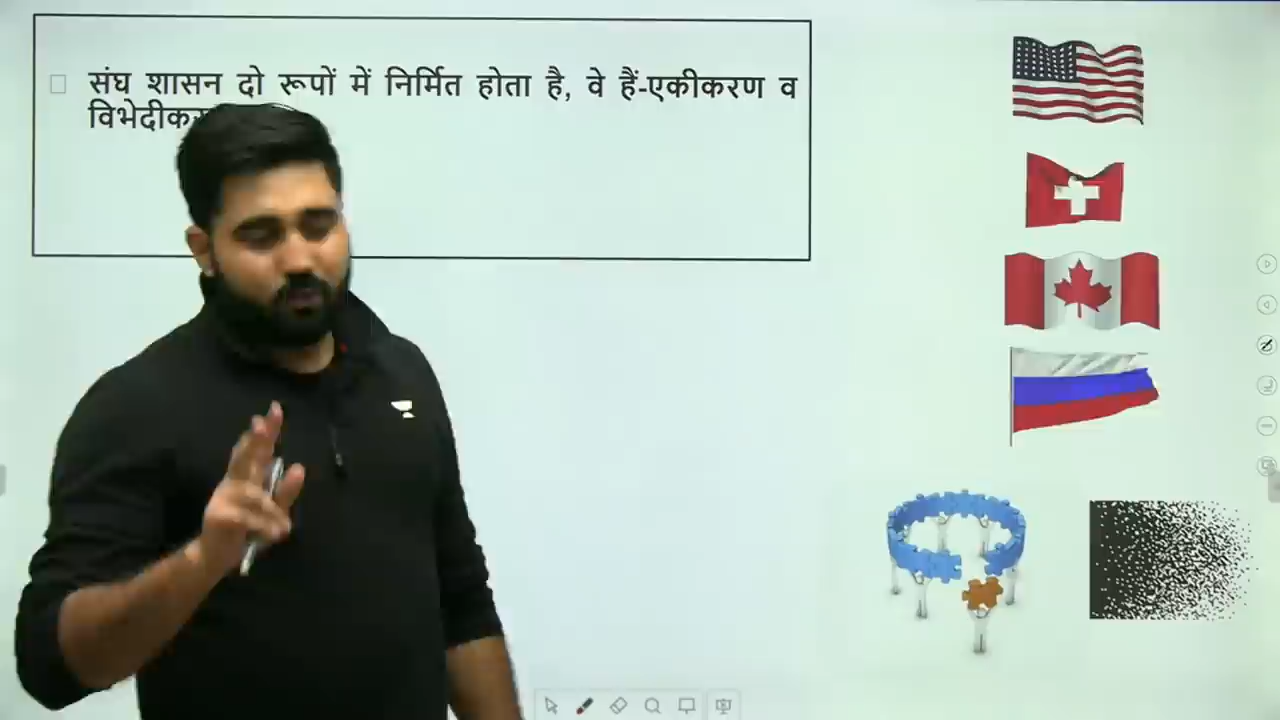 संघ शासन दो रूपों में निर्मित होता है, वे हैं-एकीकरण व